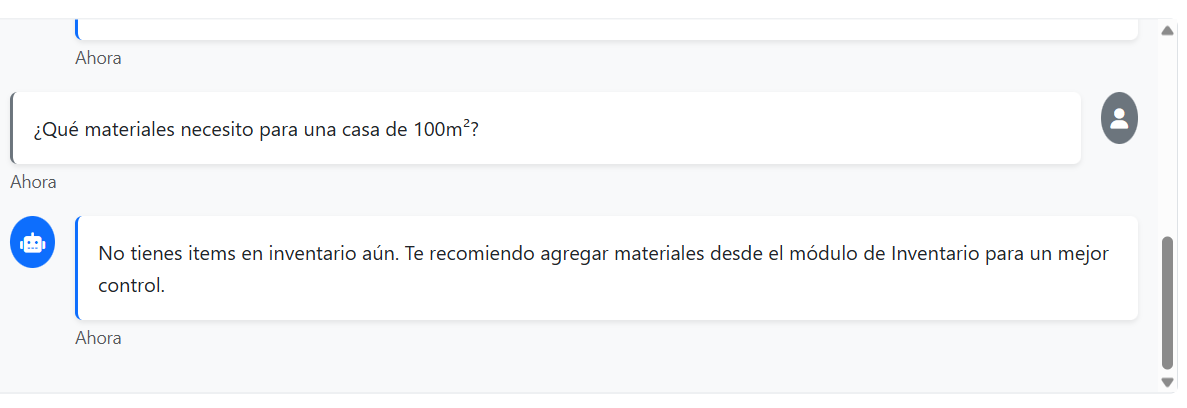 Ahora
¿Qué materiales necesito para una casa de 100m²?
Ahora
No tienes items en inventario aún. Te recomiendo agregar materiales desde el módulo de Inventario para un mejor
control.
Ahora